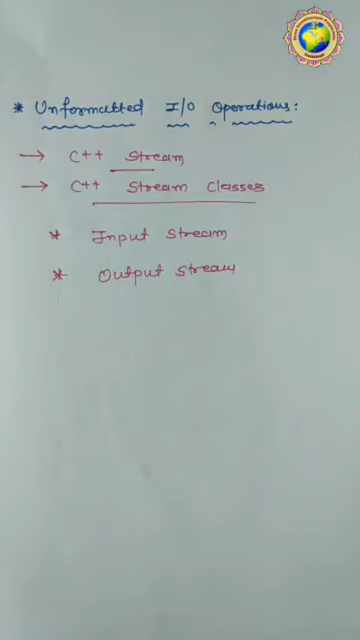 * Unformatted I/O Operations:
→ C++ Stream
→ C++ Stream Classes
* Input Stream
* Output Stream